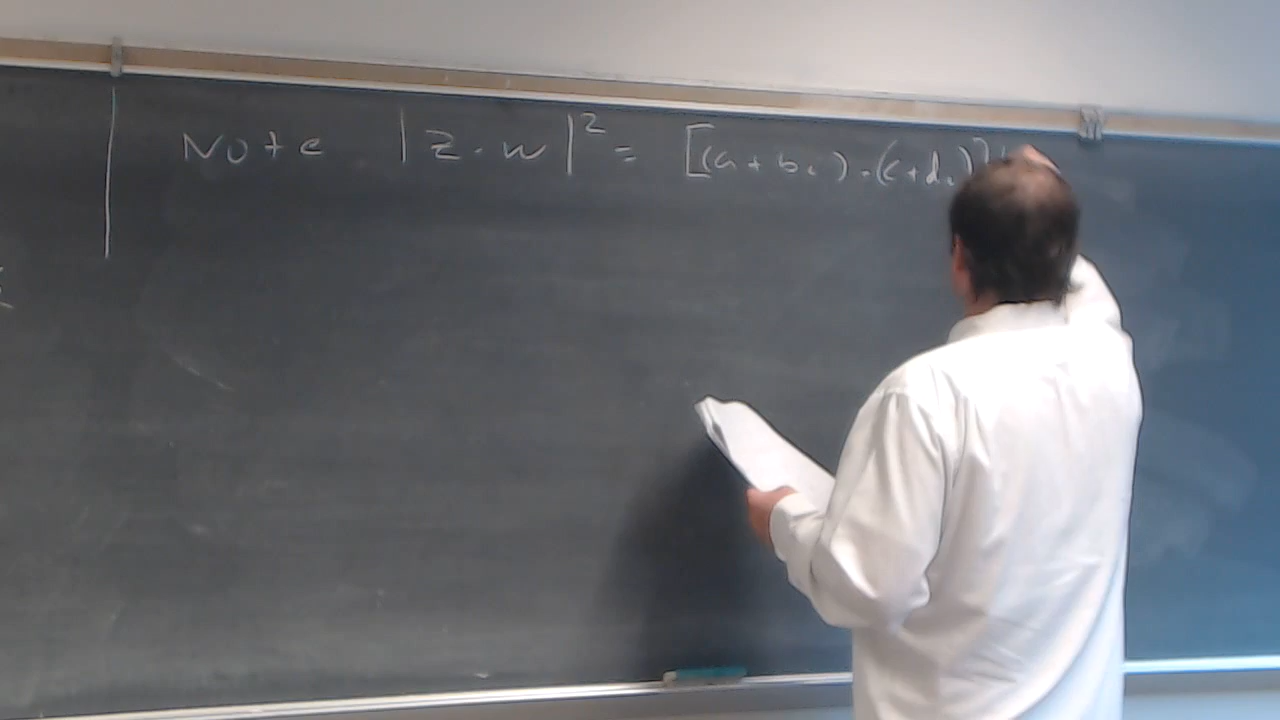 Note |z·w|² = [(a+bi)·(c+di)]